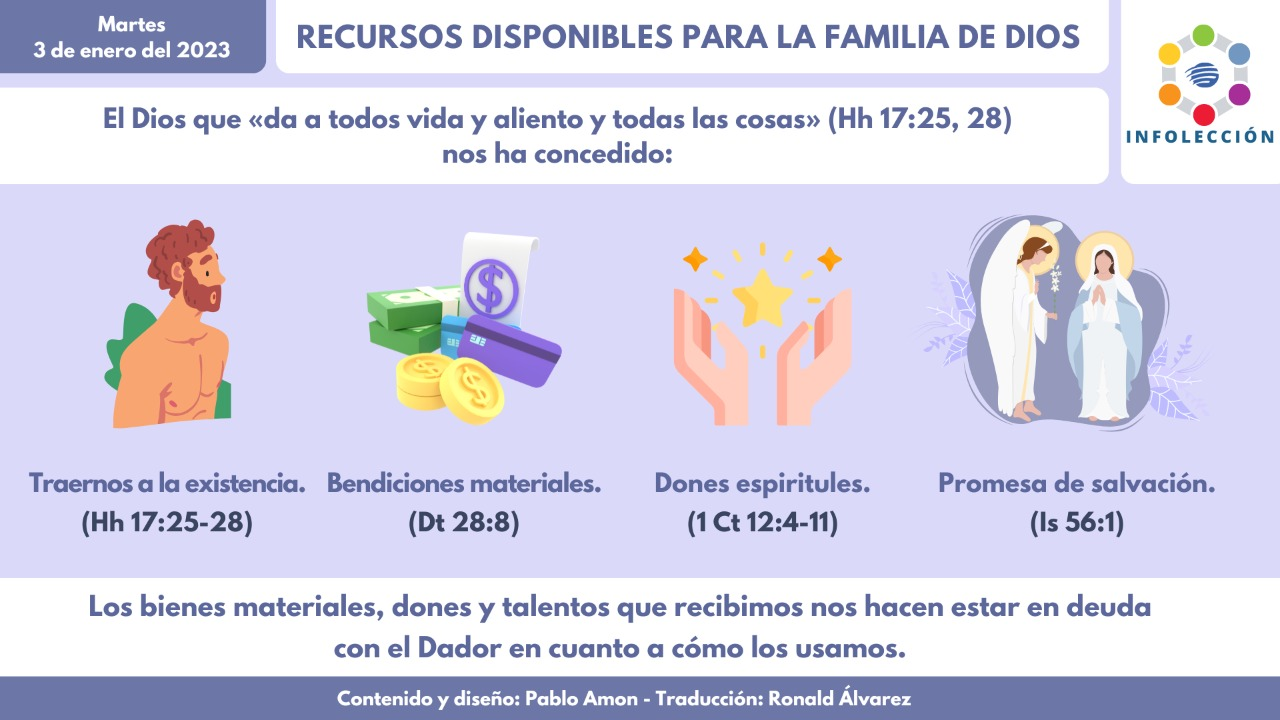 Martes
3 de enero del 2023
RECURSOS DISPONIBLES PARA LA FAMILIA DE DIOS
INFOLECCIÓN
El Dios que «da a todos vida y aliento y todas las cosas» (Hh 17:25, 28)
nos ha concedido:
Traernos a la existencia.
(Hh 17:25-28)
Bendiciones materiales.
(Dt 28:8)
Dones espiritules.
(1 Ct 12:4-11)
Promesa de salvación.
(Is 56:1)
Los bienes materiales, dones y talentos que recibimos nos hacen estar en deuda
con el Dador en cuanto a cómo los usamos.
Contenido y diseño: Pablo Amon - Traducción: Ronald Álvarez